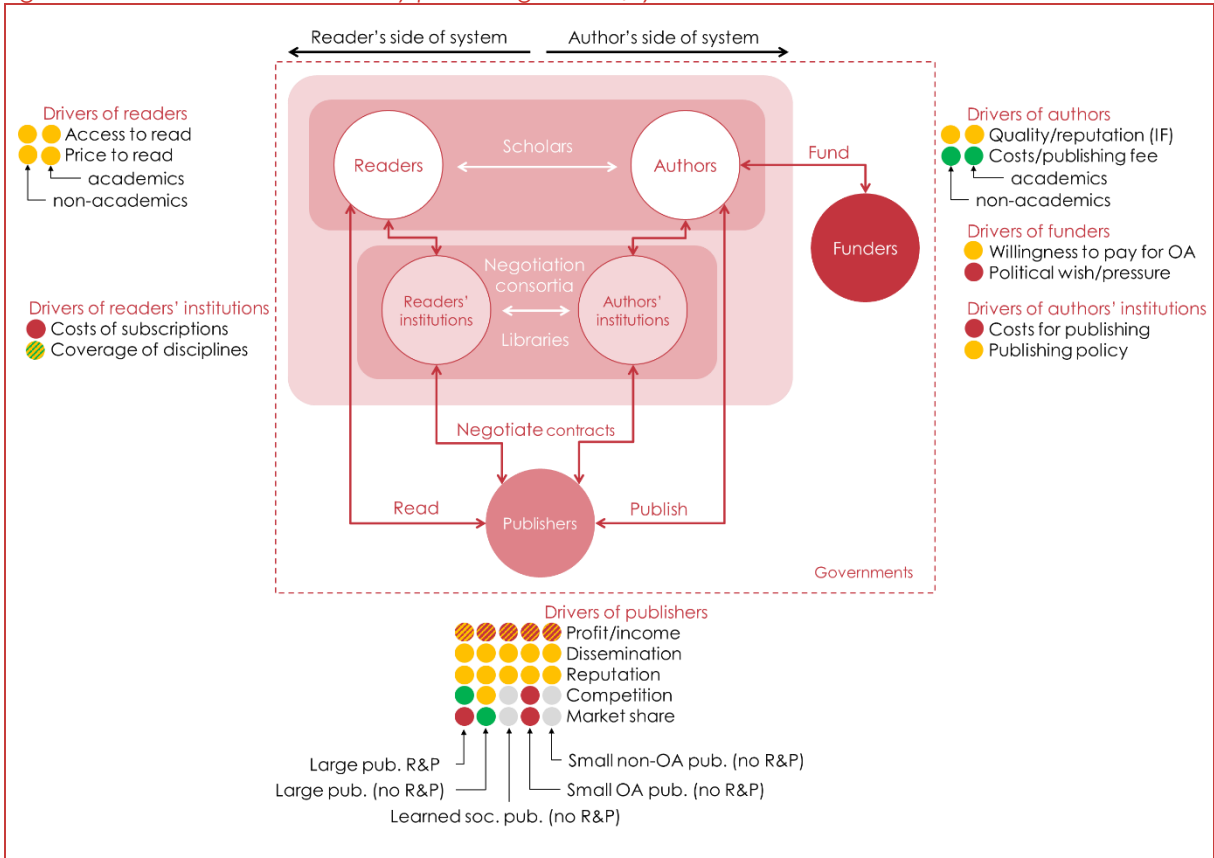 Reader's side of system
Author's side of system
Drivers of readers
Access to read
Price to read
academics
non-academics
Drivers of readers' institutions
Costs of subscriptions
Coverage of disciplines
Readers
Scholars
Authors
Fund
Funders
Readers' institutions
Negotiation consortia
Libraries
Authors' institutions
Negotiate contracts
Read
Publishers
Publish
Governments
Drivers of authors
Quality/reputation (IF)
Costs/publishing fee
academics
non-academics
Drivers of funders
Willingness to pay for OA
Political wish/pressure
Drivers of authors' institutions
Costs for publishing
Publishing policy
Drivers of publishers
Profit/income
Dissemination
Reputation
Competition
Market share
Large pub. R&P
Large pub. (no R&P)
Learned soc. pub. (no R&P)
Small non-OA pub. (no R&P)
Small OA pub. (no R&P)